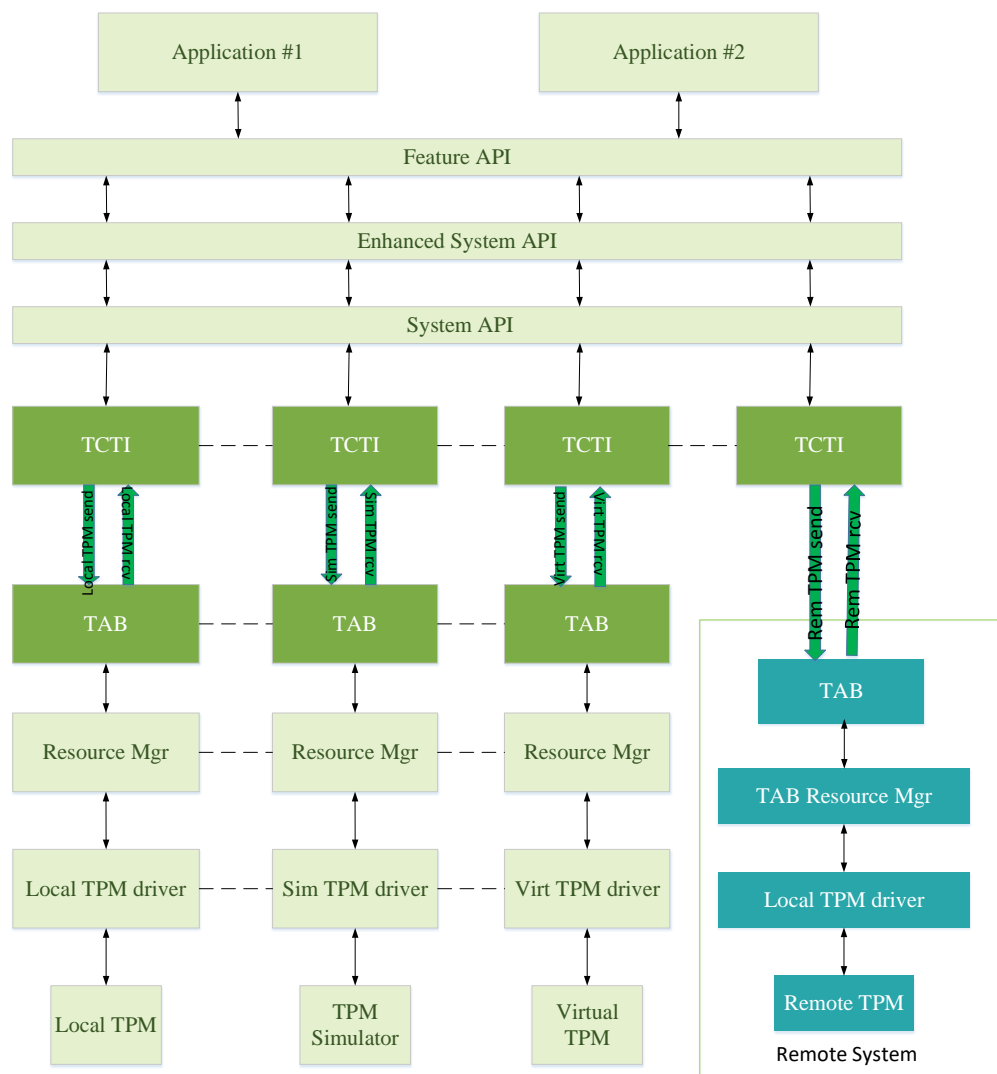 Application #1
Application #2
Feature API
Enhanced System API
System API
TCTI
TCTI
TCTI
TCTI
Local TPM send
Local TPM rcv
Sim TPM send
Sim TPM rcv
Virt TPM send
Virt TPM rcv
Rem TPM send
Rem TPM rcv
TAB
TAB
TAB
TAB
Resource Mgr
Resource Mgr
Resource Mgr
TAB Resource Mgr
Local TPM driver
Sim TPM driver
Virt TPM driver
Local TPM driver
Local TPM
TPM
Simulator
Virtual
TPM
Remote TPM
Remote System